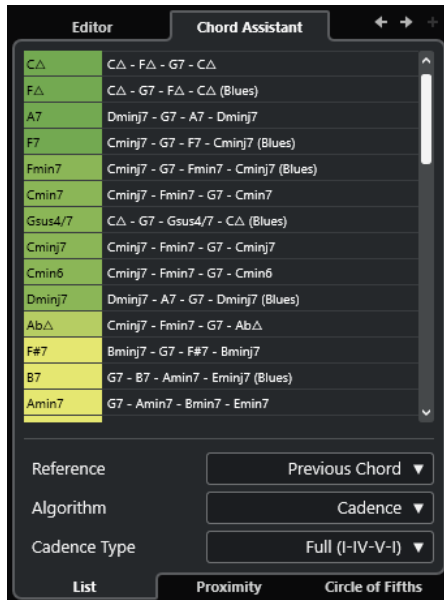 Editor Chord Assistant
C△ C△ - F△ - G7 - C△
F△ C△ - G7 - F△ - C△ (Blues)
A7 Dminj7 - G7 - A7 - Dminj7
F7 Cminj7 - G7 - F7 - Cminj7 (Blues)
Fmin7 Cminj7 - G7 - Fmin7 - Cminj7 (Blues)
Cmin7 Cminj7 - Fmin7 - G7 - Cmin7
Gsus4/7 C△ - G7 - Gsus4/7 - C△ (Blues)
Cminj7 Cminj7 - Fmin7 - G7 - Cminj7
Cmin6 Cminj7 - Fmin7 - G7 - Cmin6
Dminj7 Dminj7 - A7 - G7 - Dminj7 (Blues)
Ab△ Cminj7 - Fmin7 - G7 - Ab△
F#7 Bminj7 - G7 - F#7 - Bminj7
B7 G7 - B7 - Amin7 - Eminj7 (Blues)
Amin7 G7 - Amin7 - Bmin7 - Emin7
Reference Previous Chord ▼
Algorithm Cadence ▼
Cadence Type Full (I-IV-V-I) ▼
List Proximity Circle of Fifths